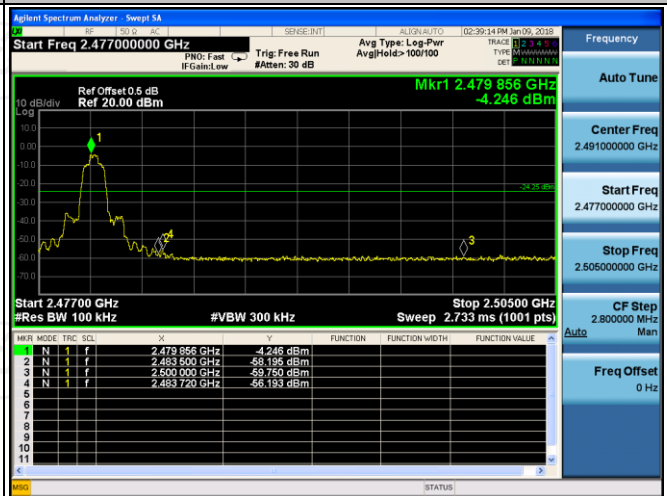 Agilent Spectrum Analyzer - Swept SA
RF 50 Ω AC SENSE:INT ALIGNAUTO 02:39:14 PM Jan 09, 2018
Start Freq 2.477000000 GHz
PNO: Fast
IFGain:Low
Trig: Free Run
#Atten: 30 dB
Avg Type: Log-Pwr
Avg|Hold:>100/100
TRACE 1 2 3 4 5 6
TYPE M
DET P N N N N N
Ref Offset 0.5 dB
10 dB/div Ref 20.00 dBm
Log
Mkr1 2.479 856 GHz
-4.246 dBm
10.0
0.00
-10.0
-20.0
-30.0
-40.0
-50.0
-60.0
-70.0
1
2
4
3
Start 2.47700 GHz Stop 2.50500 GHz
#Res BW 100 kHz #VBW 300 kHz Sweep 2.733 ms (1001 pts)
MKR MODE TRC SCL X Y FUNCTION FUNCTION WIDTH FUNCTION VALUE
1 N 1 f 2.479 856 GHz -4.246 dBm
2 N 1 f 2.483 500 GHz -58.195 dBm
3 N 1 f 2.500 000 GHz -59.750 dBm
4 N 1 f 2.483 720 GHz -56.193 dBm
5
6
7
8
9
10
11
MSG STATUS
Frequency
Auto Tune
Center Freq
2.491000000 GHz
Start Freq
2.477000000 GHz
Stop Freq
2.505000000 GHz
CF Step
2.800000 MHz
Auto Man
Freq Offset
0 Hz